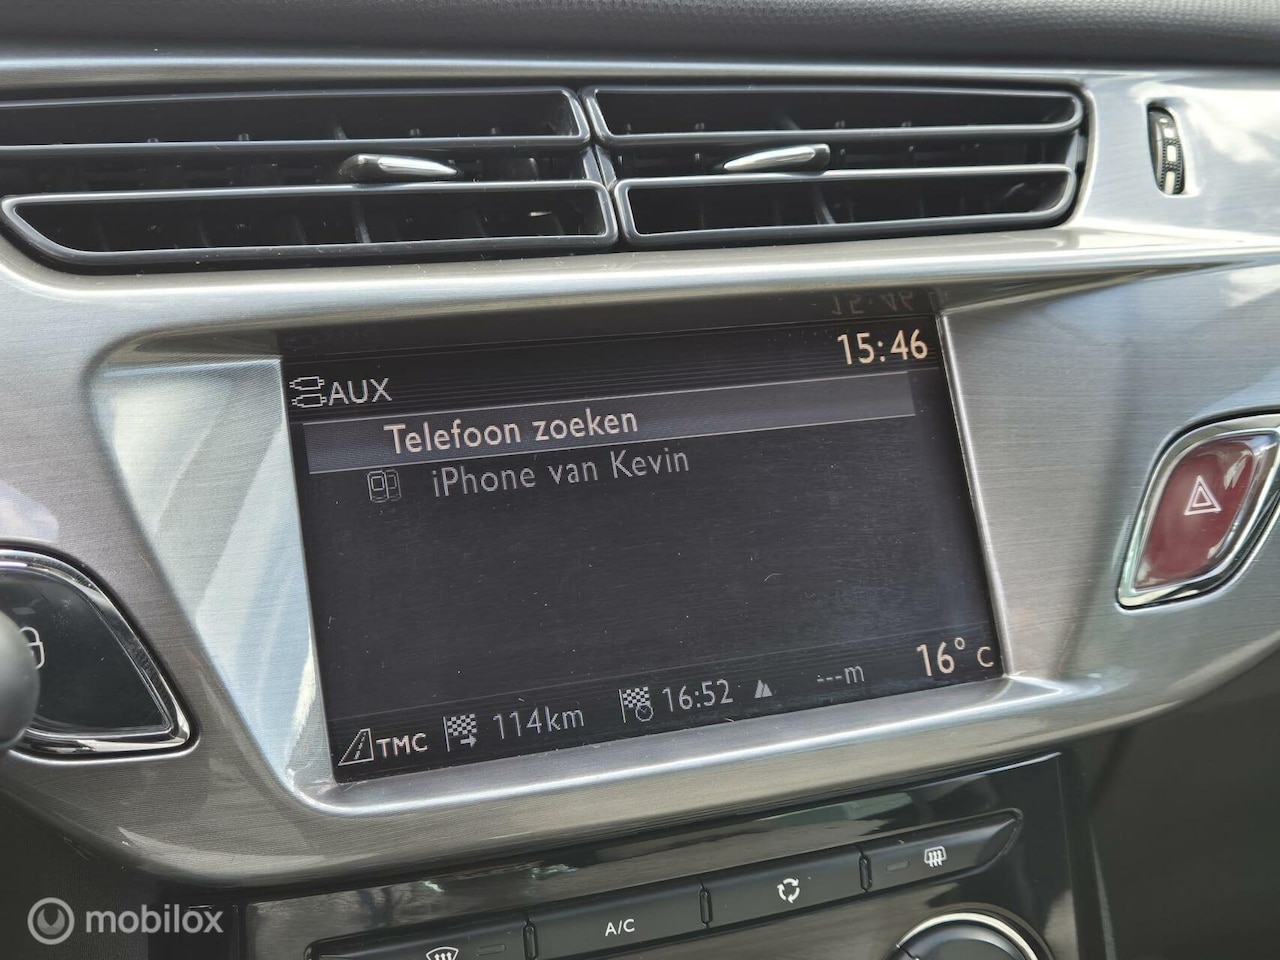 15:46
AUX
Telefoon zoeken
iPhone van Kevin
16° C
TMC 114km 16:52 ---m
A/C
mobilox